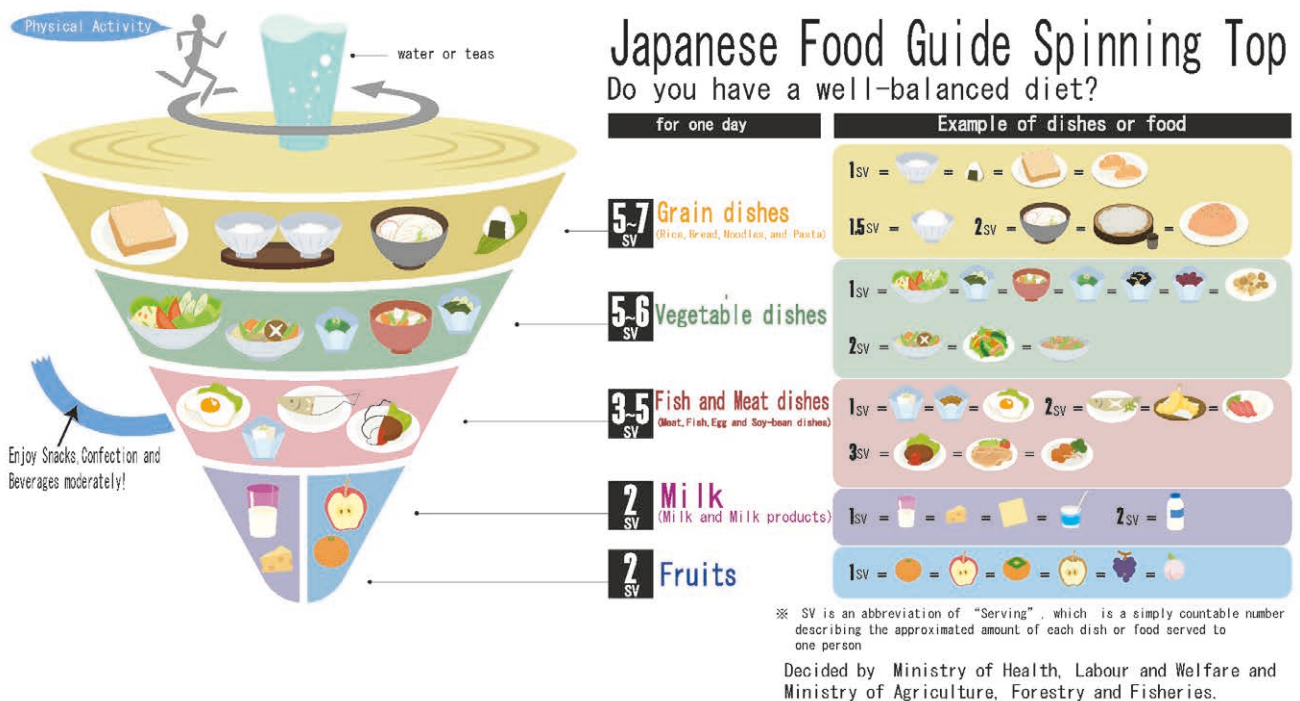 Physical Activity
water or teas
Japanese Food Guide Spinning Top
Do you have a well-balanced diet?
for one day
Example of dishes or food
5~7 SV
Grain dishes
(Rice, Bread, Noodles, and Pasta)
1SV = = = =
1.5SV = 2SV = = =
5~6 SV
Vegetable dishes
1SV = = = = = = =
2SV = = =
3~5 SV
Fish and Meat dishes
(Meat, Fish, Egg and Soy-bean dishes)
1SV = = = 2SV = = =
3SV = = =
Enjoy Snacks, Confection and
Beverages moderately!
2 SV
Milk
(Milk and Milk products)
1SV = = = = 2SV =
2 SV
Fruits
1SV = = = = = =
※ SV is an abbreviation of “Serving”, which is a simply countable number
describing the approximated amount of each dish or food served to
one person
Decided by Ministry of Health, Labour and Welfare and
Ministry of Agriculture, Forestry and Fisheries.